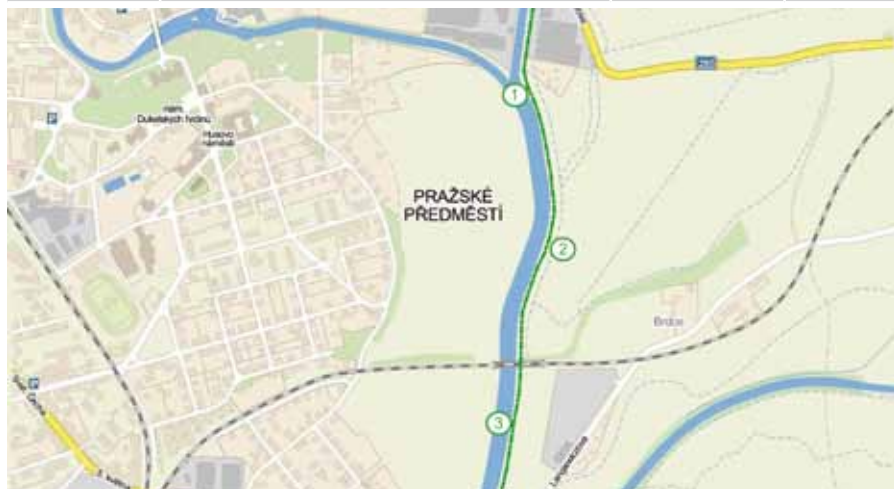 nám.
Dukelských hrdinů
Husovo
náměstí
P
1
PRAŽSKÉ
PŘEDMĚSTÍ
2
Brdce
P
3